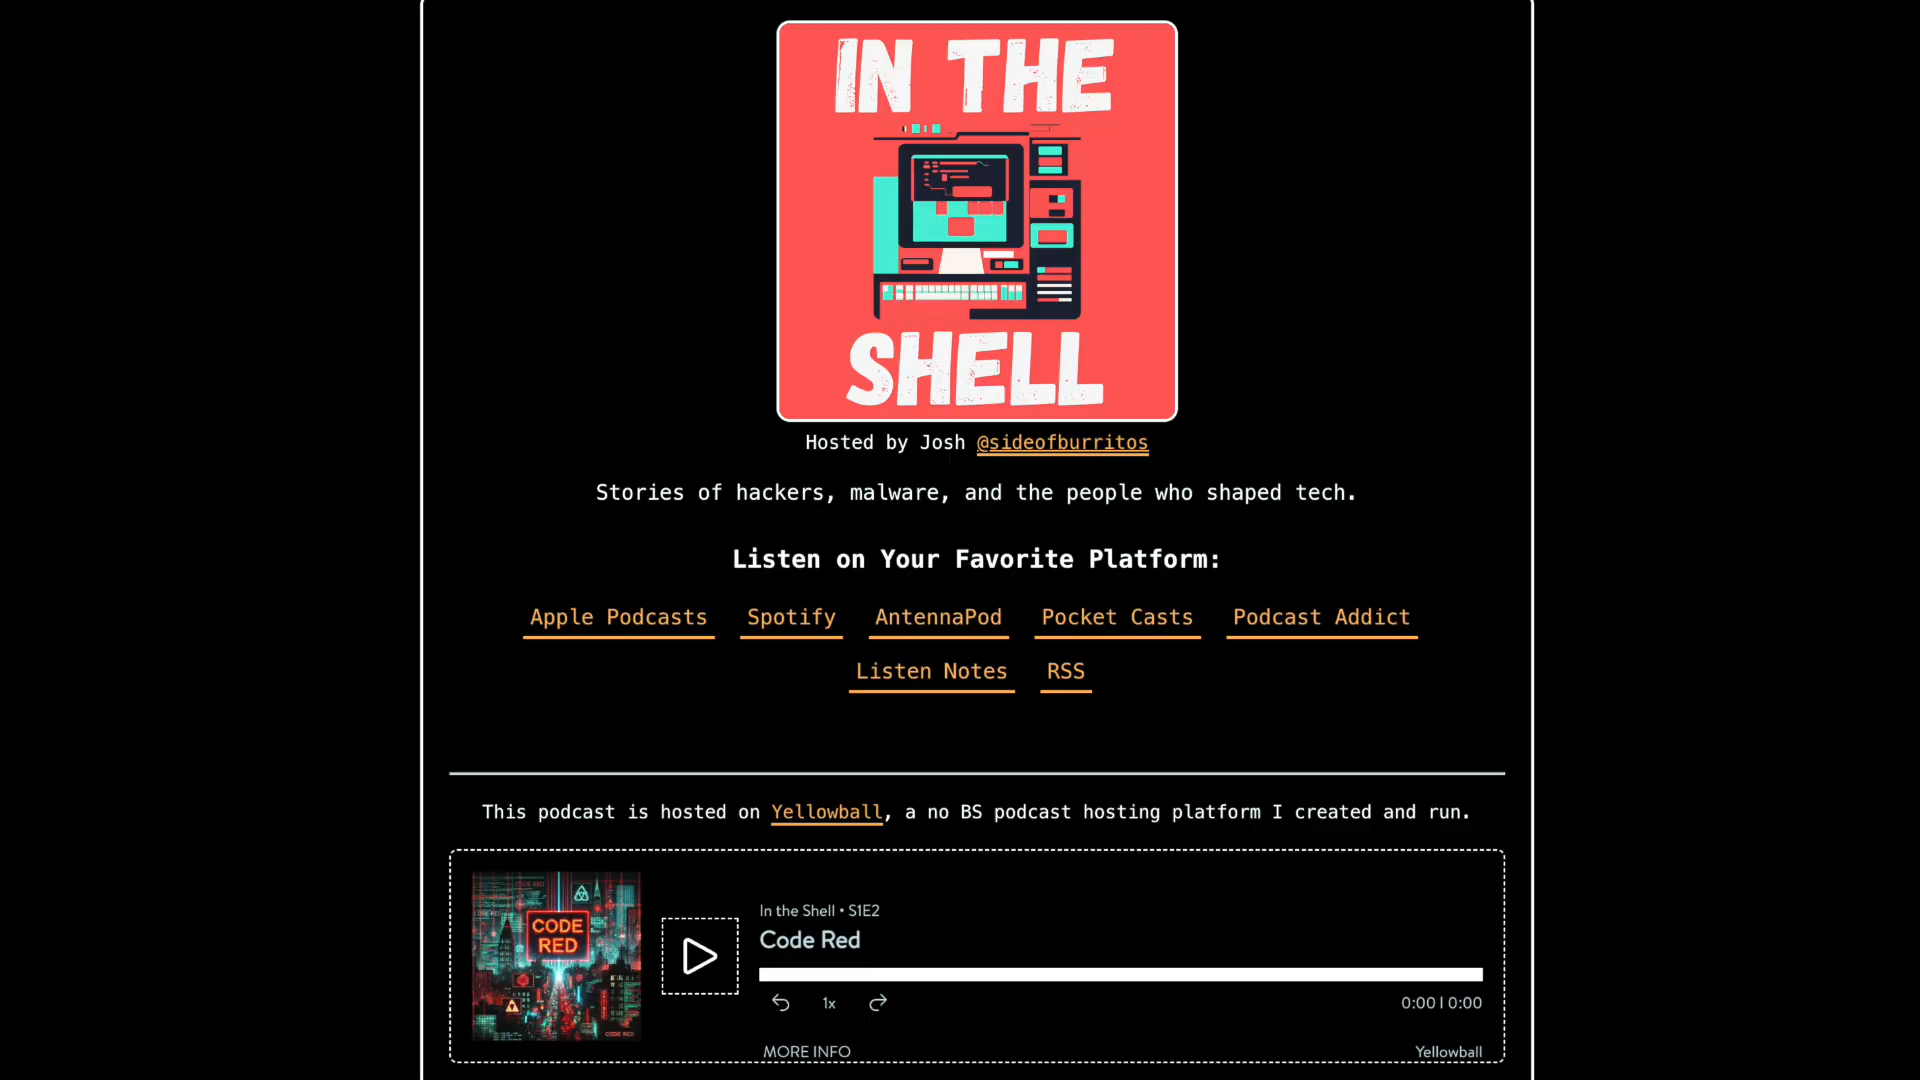 IN THE
SHELL
Hosted by Josh @sideofburritos
Stories of hackers, malware, and the people who shaped tech.
Listen on Your Favorite Platform:
Apple Podcasts Spotify AntennaPod Pocket Casts Podcast Addict
Listen Notes RSS
This podcast is hosted on Yellowball, a no BS podcast hosting platform I created and run.
CODE
RED
CODE RED
In the Shell • S1E2
Code Red
1x
0:00 | 0:00
MORE INFO
Yellowball